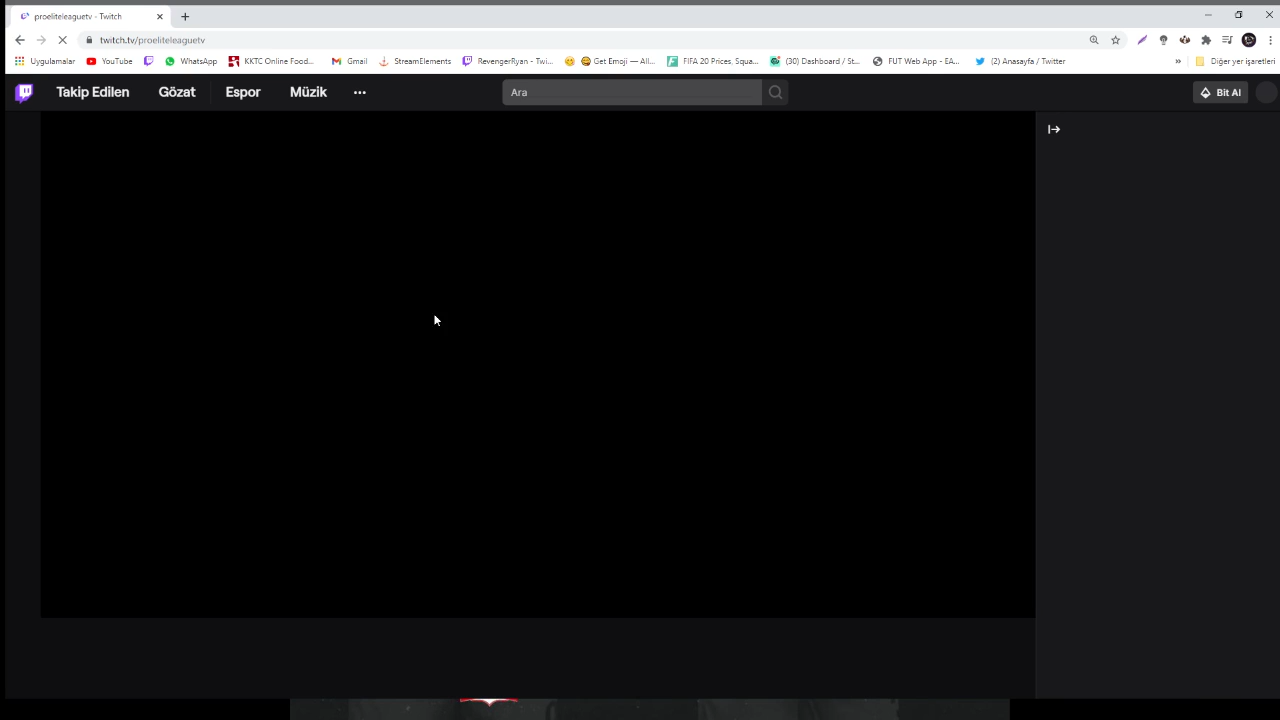 proeliteleaguetv - Twitch
twitch.tv/proeliteleaguetv
Uygulamalar YouTube WhatsApp KKTC Online Food... Gmail StreamElements RevengerRyan - Twi... Get Emoji — All... FIFA 20 Prices, Squa... (30) Dashboard / St... FUT Web App - EA... (2) Anasayfa / Twitter » Diğer yer işaretleri
Takip Edilen Gözat Espor Müzik Ara Bit Al